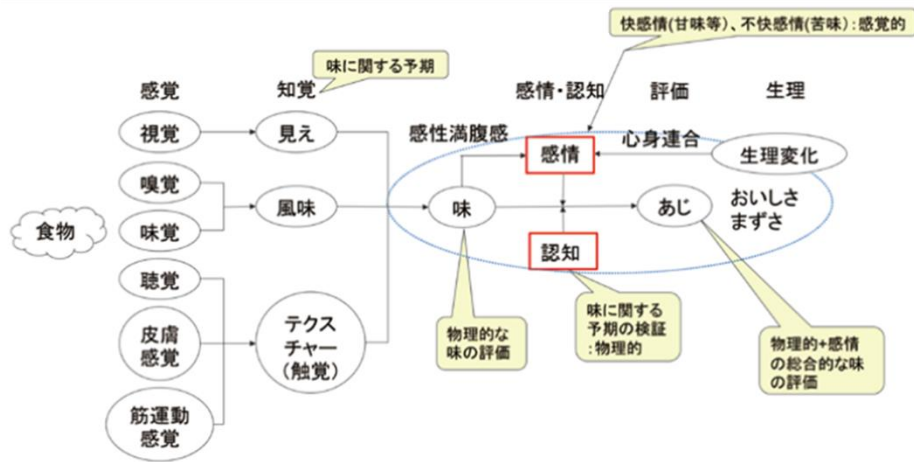 快感情(甘味等)、不快感情(苦味)：感覚的
味に関する予期
感覚
知覚
感情・認知
評価
生理
視覚
見え
感性満腹感
感情
心身連合
生理変化
嗅覚
風味
味
あじ
おいしさ
まずさ
食物
味覚
認知
聴覚
テクス
チャー
(触覚)
皮膚
感覚
筋運動
感覚
物理的な
味の評価
味に関する
予期の検証
：物理的
物理的+感情
の総合的な味
の評価